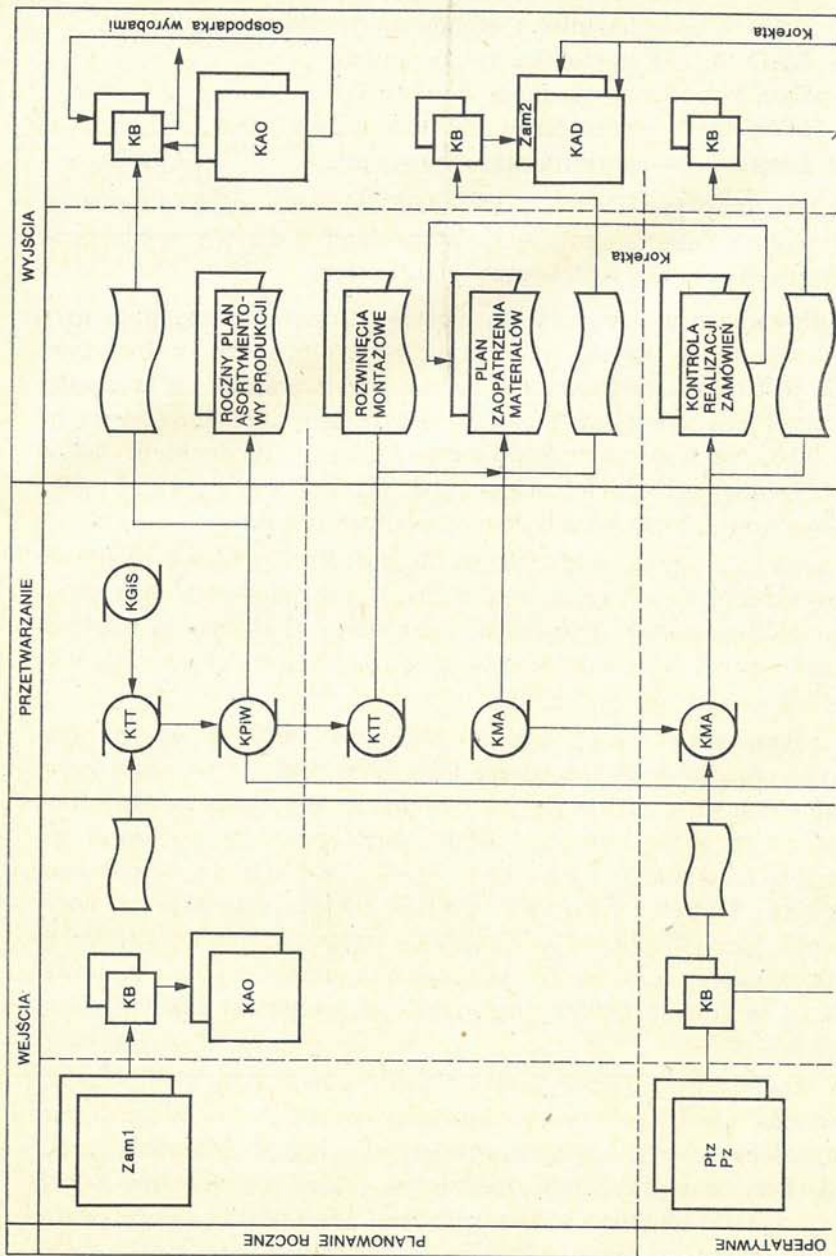 WEJŚCIA
PRZETWARZANIE
WYJŚCIA
PLANOWANIE ROCZNE
Zam1
KB
KAO
KTT
KGiS
KPiW
KTT
KMA
ROCZNY PLAN
ASORTYMENTO-
WY PRODUKCJI
ROZWINIĘCIA
MONTAŻOWE
PLAN
ZAOPATRZENIA
MATERIAŁÓW
Korekta
KB
KAO
Gospodarka wyrobami
KB
Zam2
KAD
Korekta
OPERATYWNE
Ptz
Pz
KB
KMA
KONTROLA
REALIZACJI
ZAMÓWIEŃ
KB